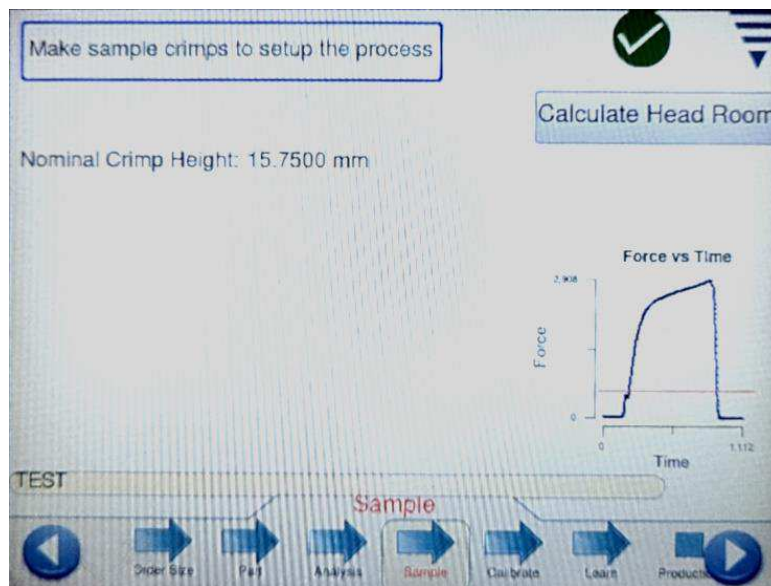 Make sample crimps to setup the process
Calculate Head Room
Nominal Crimp Height: 15.7500 mm
Force vs Time
2,908
Force
0
0
1,112
Time
TEST
Sample
Order Size
Part
Analysis
Sample
Calibrate
Learn